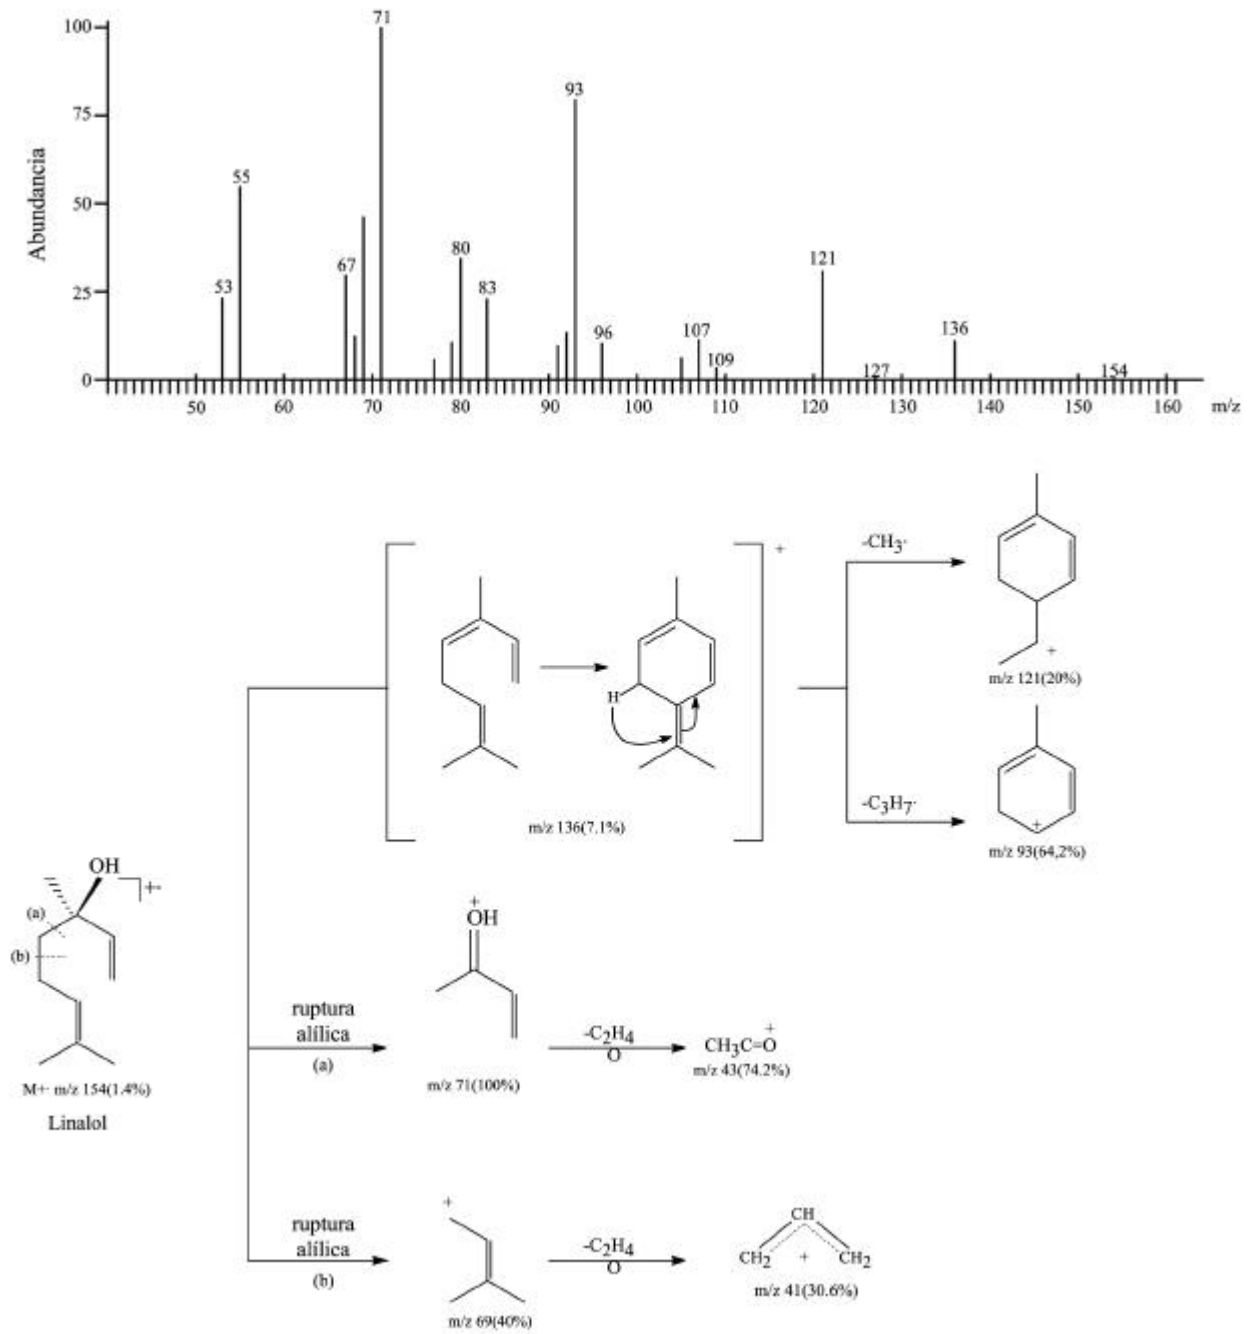 71
100
93
75
55
Abundancia
50
80
121
67
53
83
25
107
136
96
109
127
154
0
50
60
70
80
90
100
110
120
130
140
150
160
m/z
-CH3·
+
+
m/z 121(20%)
H
-C3H7·
+
m/z 136(7.1%)
m/z 93(64,2%)
OH
+·
(a)
(b)
M+· m/z 154(1.4%)
Linalol
+
OH
ruptura
alílica
(a)
m/z 71(100%)
-C2H4
O
+
CH3C=O
m/z 43(74.2%)
ruptura
alílica
(b)
+
m/z 69(40%)
-C2H4
O
CH
CH2
+
CH2
m/z 41(30.6%)